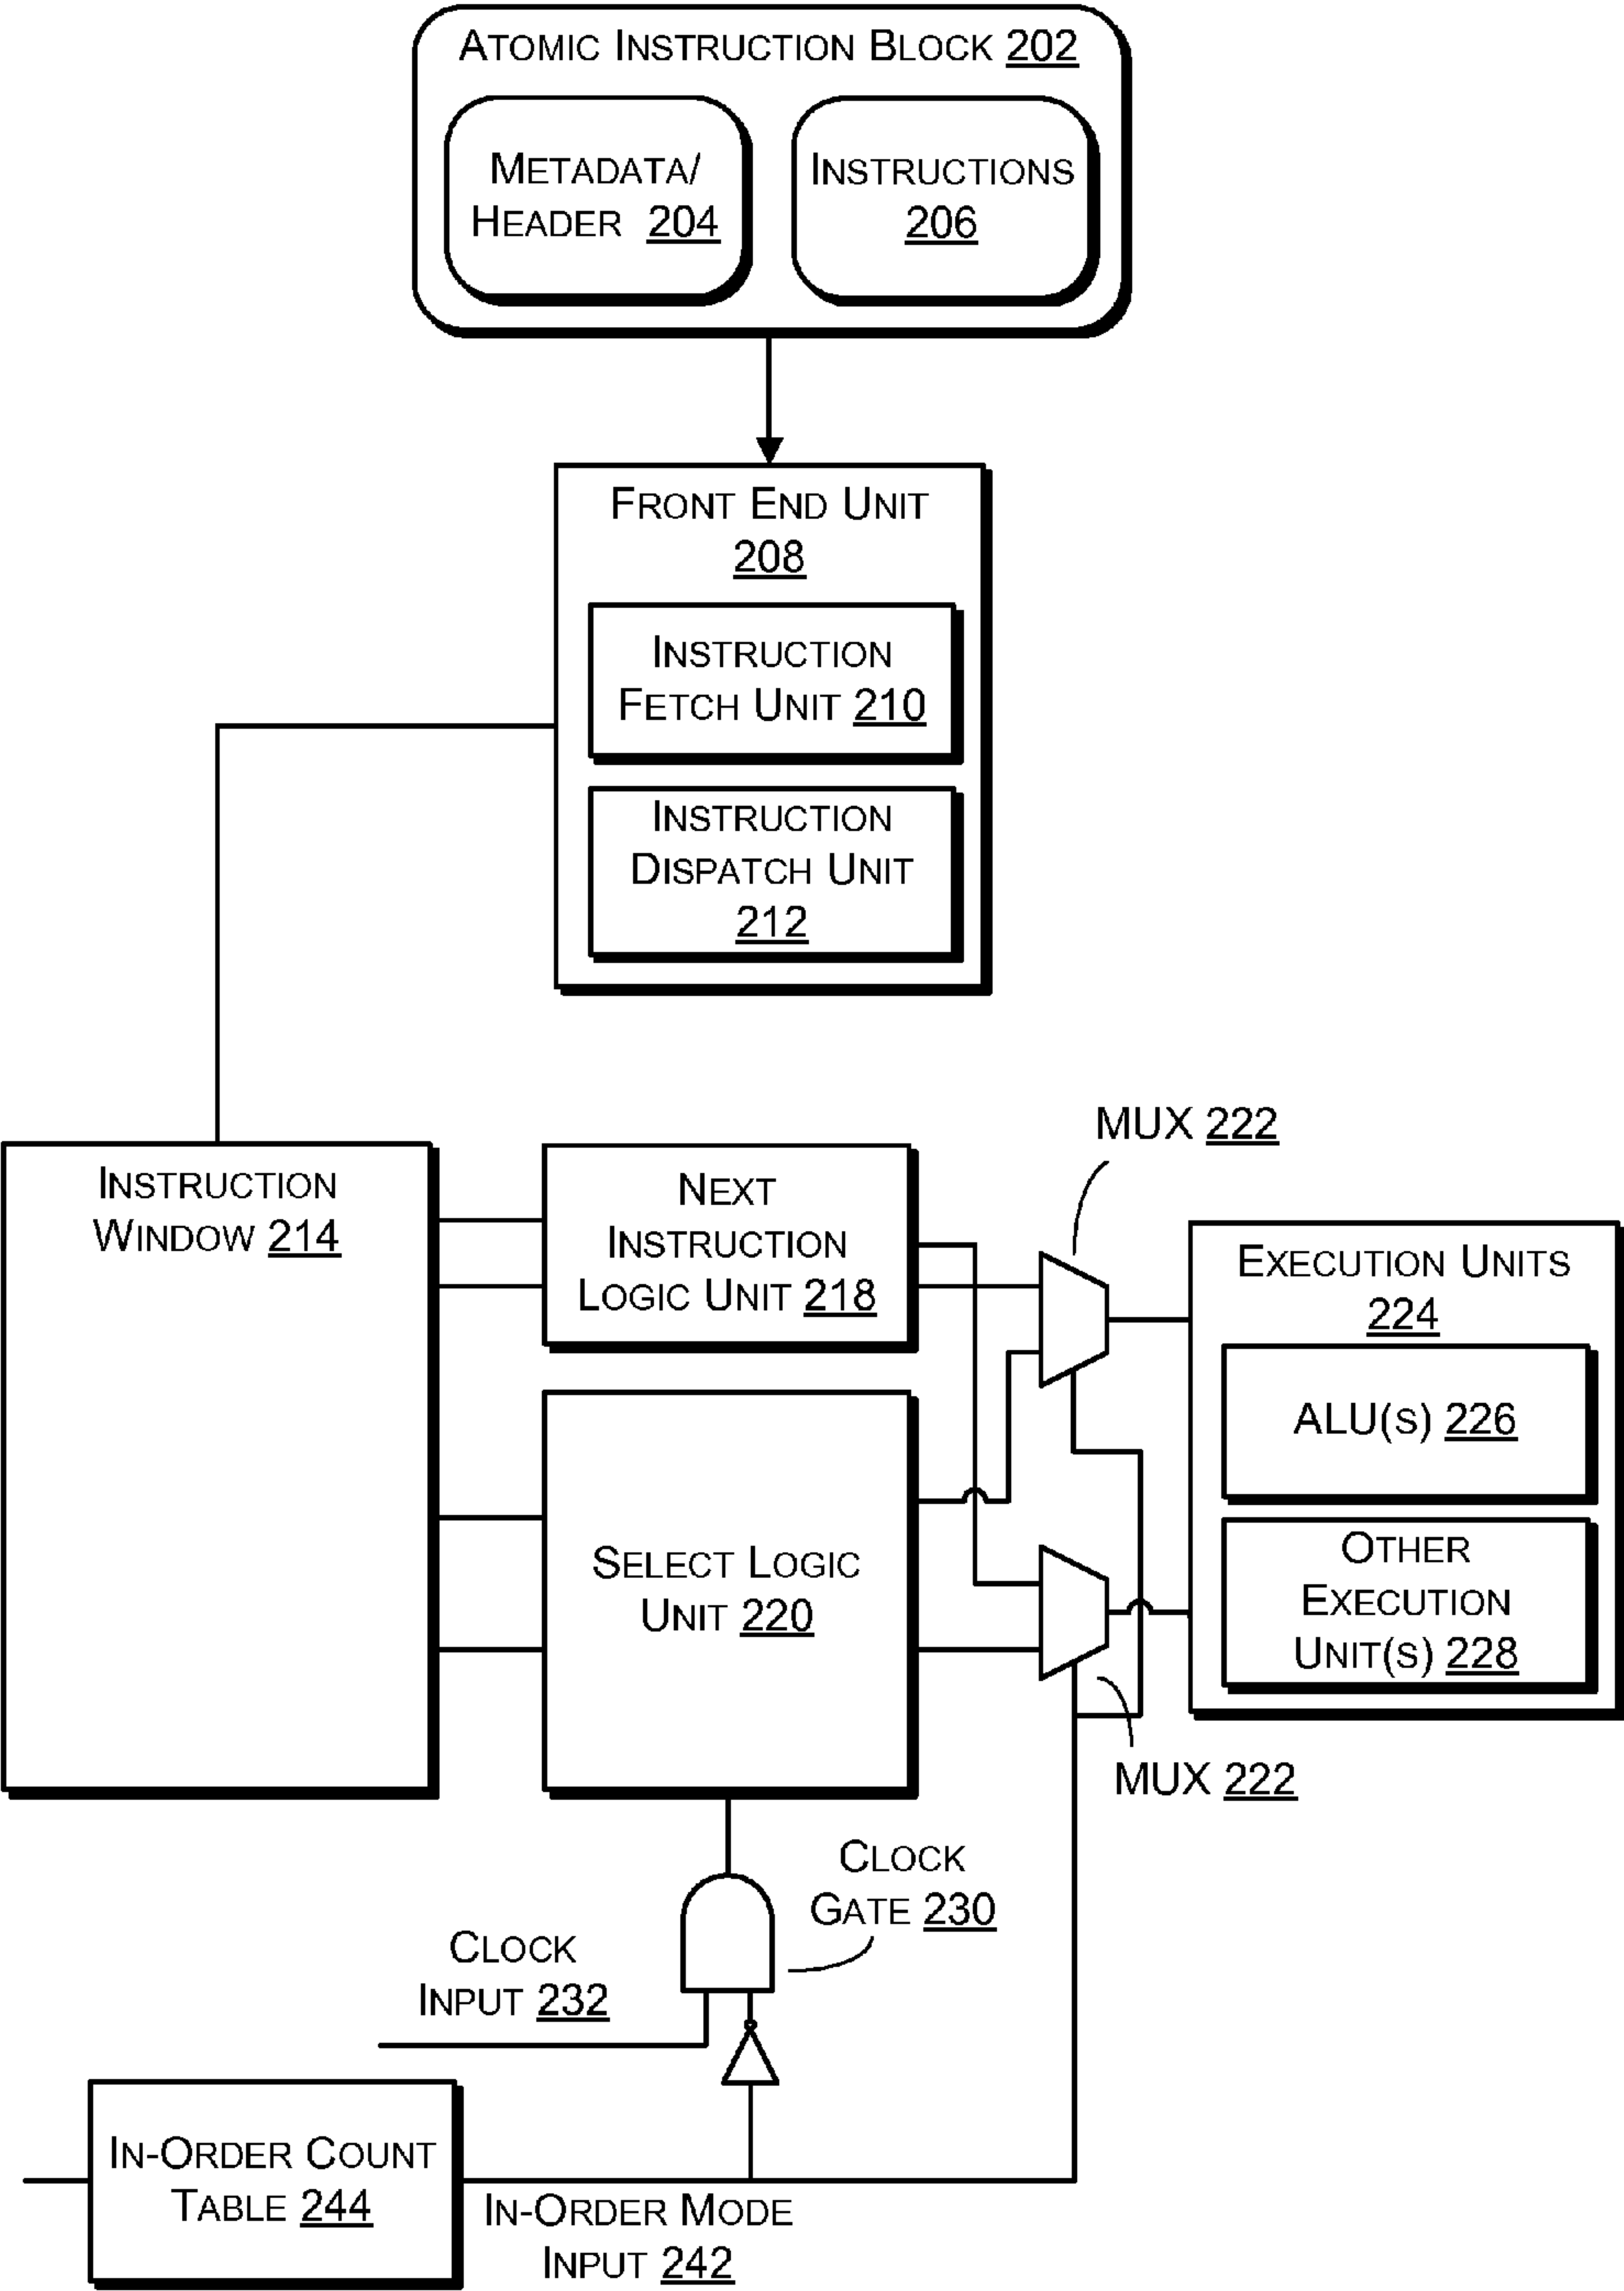 ATOMIC INSTRUCTION BLOCK 202
METADATA/
HEADER 204
INSTRUCTIONS
206
FRONT END UNIT
208
INSTRUCTION
FETCH UNIT 210
INSTRUCTION
DISPATCH UNIT
212
MUX 222
INSTRUCTION
WINDOW 214
NEXT
INSTRUCTION
LOGIC UNIT 218
EXECUTION UNITS
224
ALU(S) 226
SELECT LOGIC
UNIT 220
OTHER
EXECUTION
UNIT(S) 228
MUX 222
CLOCK
GATE 230
CLOCK
INPUT 232
IN-ORDER COUNT
TABLE 244
IN-ORDER MODE
INPUT 242